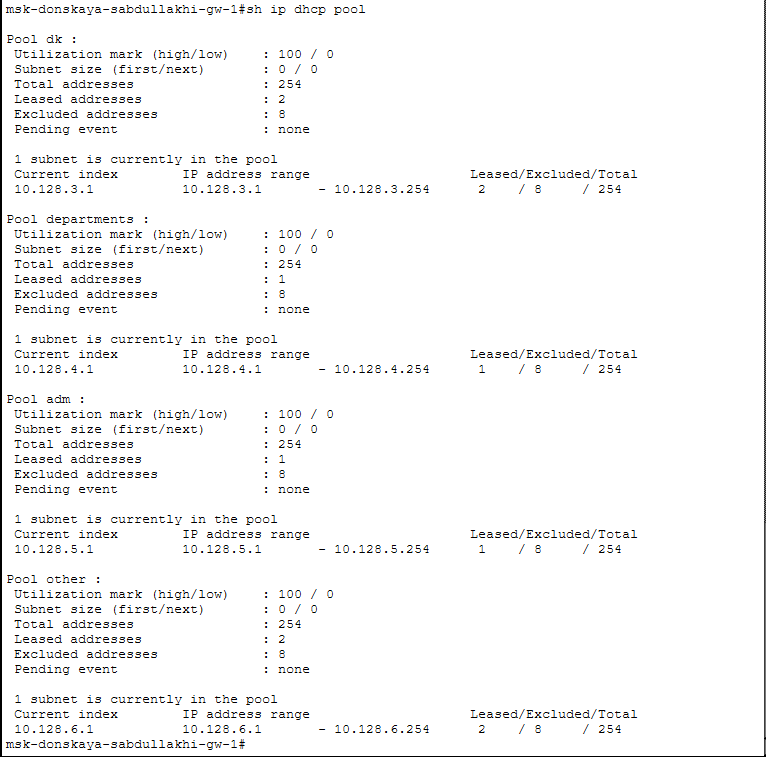 msk-donskaya-sabdullakhi-gw-1#sh ip dhcp pool
Pool dk :
Utilization mark (high/low) : 100 / 0
Subnet size (first/next) : 0 / 0
Total addresses : 254
Leased addresses : 2
Excluded addresses : 8
Pending event : none
1 subnet is currently in the pool
Current index IP address range Leased/Excluded/Total
10.128.3.1 10.128.3.1 - 10.128.3.254 2 / 8 / 254
Pool departments :
Utilization mark (high/low) : 100 / 0
Subnet size (first/next) : 0 / 0
Total addresses : 254
Leased addresses : 1
Excluded addresses : 8
Pending event : none
1 subnet is currently in the pool
Current index IP address range Leased/Excluded/Total
10.128.4.1 10.128.4.1 - 10.128.4.254 1 / 8 / 254
Pool adm :
Utilization mark (high/low) : 100 / 0
Subnet size (first/next) : 0 / 0
Total addresses : 254
Leased addresses : 1
Excluded addresses : 8
Pending event : none
1 subnet is currently in the pool
Current index IP address range Leased/Excluded/Total
10.128.5.1 10.128.5.1 - 10.128.5.254 1 / 8 / 254
Pool other :
Utilization mark (high/low) : 100 / 0
Subnet size (first/next) : 0 / 0
Total addresses : 254
Leased addresses : 2
Excluded addresses : 8
Pending event : none
1 subnet is currently in the pool
Current index IP address range Leased/Excluded/Total
10.128.6.1 10.128.6.1 - 10.128.6.254 2 / 8 / 254
msk-donskaya-sabdullakhi-gw-1#